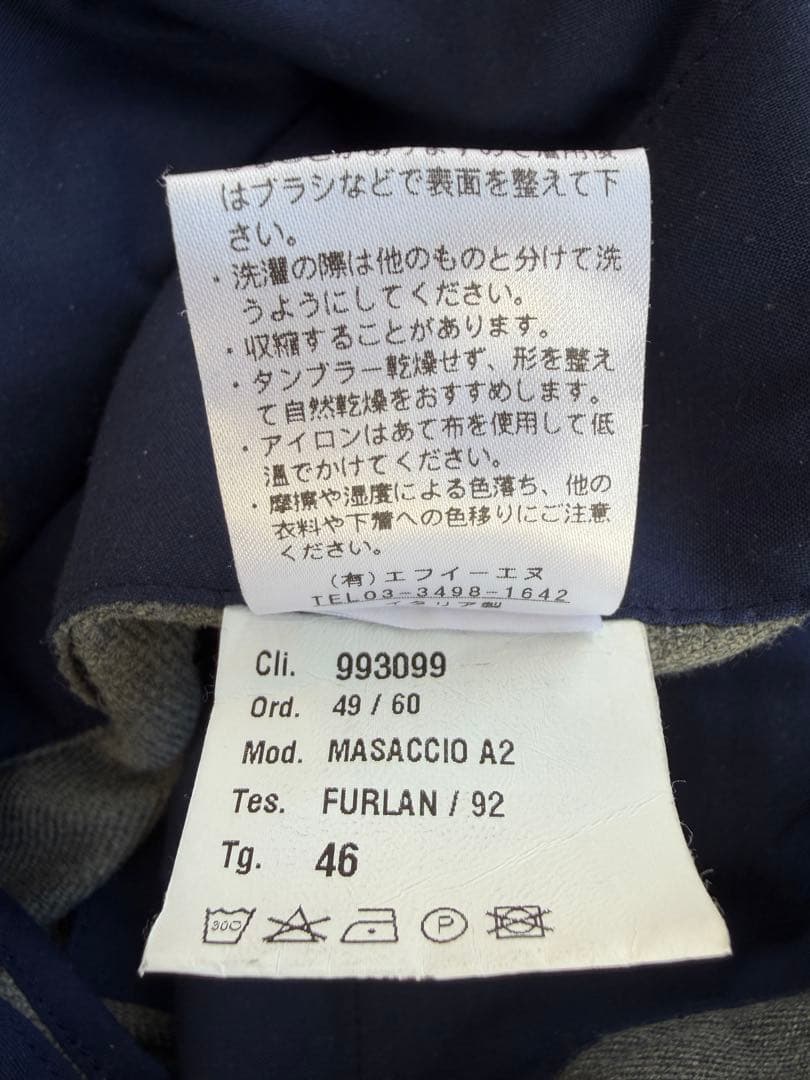 はブラシなどで表面を整えて下
さい。
・洗濯の際は他のものと分けて洗
うようにしてください。
・収縮することがあります。
・タンブラー乾燥せず、形を整え
て自然乾燥をおすすめします。
・アイロンはあて布を使用して低
温でかけてください。
・摩擦や湿度による色落ち、他の
衣料や下着への色移りにご注意
ください。
(有)エフイーエヌ
TEL03-3498-1642
イタリア製
Cli. 993099
Ord. 49 / 60
Mod. MASACCIO A2
Tes. FURLAN / 92
Tg. 46
30C
P